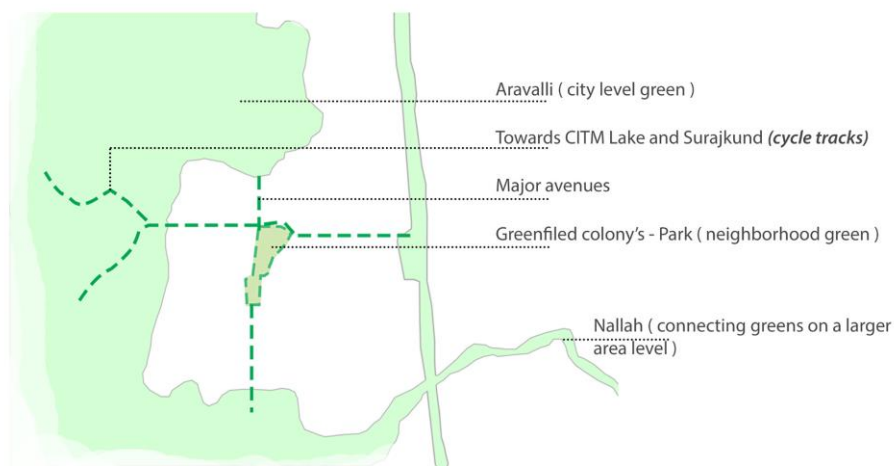 Aravalli ( city level green )
Towards CITM Lake and Surajkund (cycle tracks)
Major avenues
Greenfiled colony's - Park ( neighborhood green )
Nallah ( connecting greens on a larger
area level )